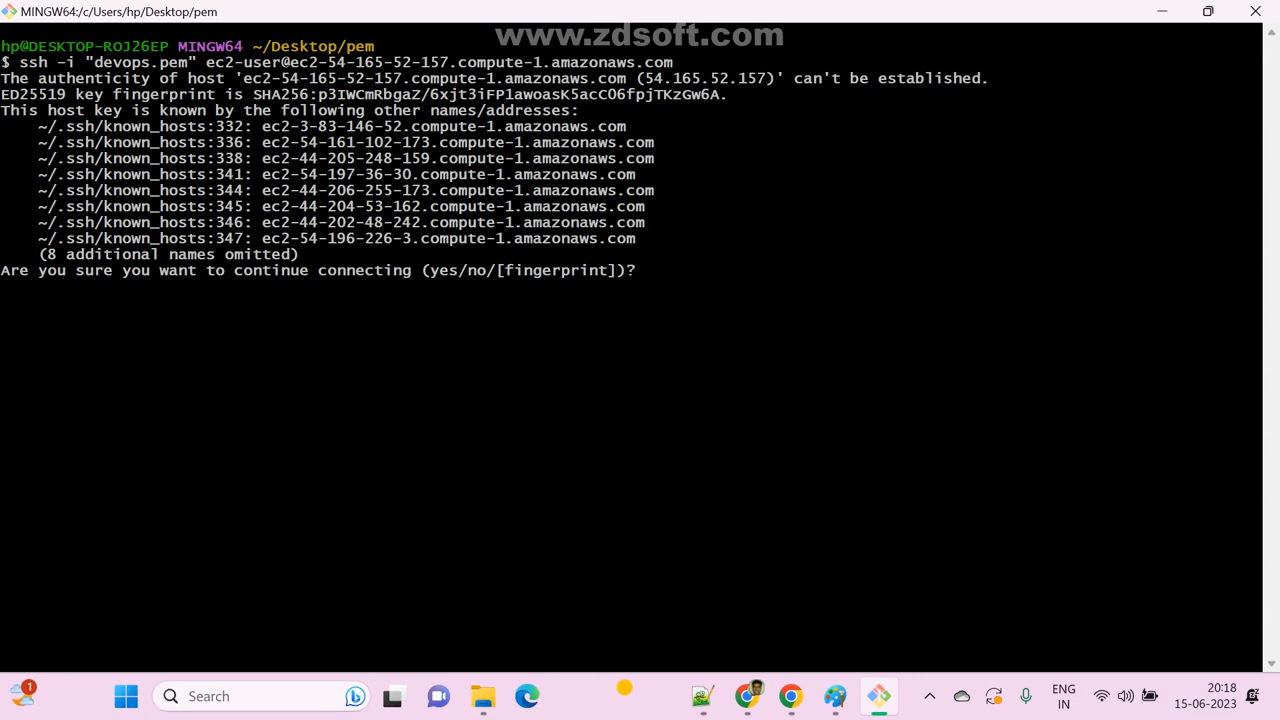 MINGW64:/c/Users/hp/Desktop/pem
www.zdsoft.com
hp@DESKTOP-ROJ26EP MINGW64 ~/Desktop/pem
$ ssh -i "devops.pem" ec2-user@ec2-54-165-52-157.compute-1.amazonaws.com
The authenticity of host 'ec2-54-165-52-157.compute-1.amazonaws.com (54.165.52.157)' can't be established.
ED25519 key fingerprint is SHA256:p3IWCmRbgaZ/6xjt3iFP1awoasK5acCO6fpjTKzGw6A.
This host key is known by the following other names/addresses:
~/.ssh/known_hosts:332: ec2-3-83-146-52.compute-1.amazonaws.com
~/.ssh/known_hosts:336: ec2-54-161-102-173.compute-1.amazonaws.com
~/.ssh/known_hosts:338: ec2-44-205-248-159.compute-1.amazonaws.com
~/.ssh/known_hosts:341: ec2-54-197-36-30.compute-1.amazonaws.com
~/.ssh/known_hosts:344: ec2-44-206-255-173.compute-1.amazonaws.com
~/.ssh/known_hosts:345: ec2-44-204-53-162.compute-1.amazonaws.com
~/.ssh/known_hosts:346: ec2-44-202-48-242.compute-1.amazonaws.com
~/.ssh/known_hosts:347: ec2-54-196-226-3.compute-1.amazonaws.com
(8 additional names omitted)
Are you sure you want to continue connecting (yes/no/[fingerprint])?
1
Search
ENG
IN
20:18
15-06-2023